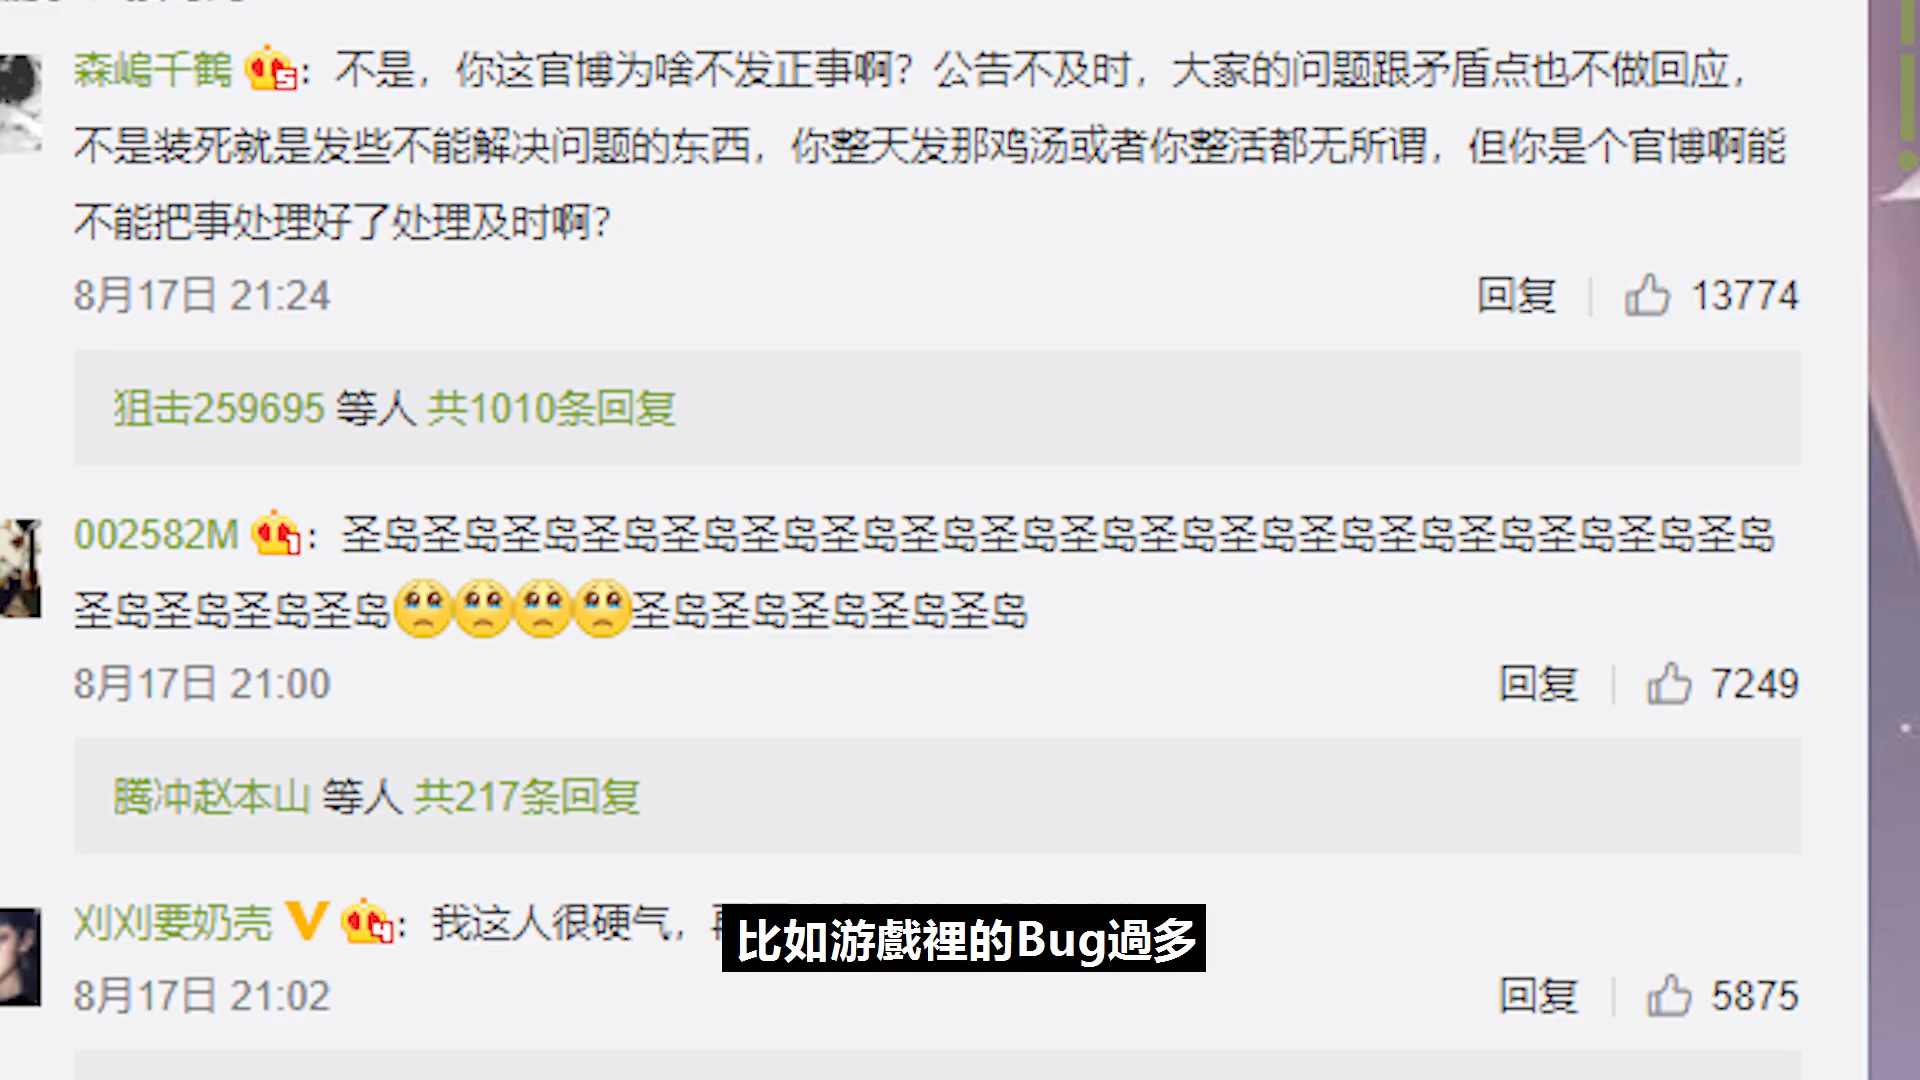 森嶋千鹤：不是，你这官博为啥不发正事啊？公告不及时，大家的问题跟矛盾点也不做回应，
不是装死就是发些不能解决问题的东西，你整天发那鸡汤或者你整活都无所谓，但你是个官博啊能
不能把事处理好了处理及时啊？
8月17日 21:24
回复 13774
狙击259695 等人 共1010条回复
002582M：圣岛圣岛圣岛圣岛圣岛圣岛圣岛圣岛圣岛圣岛圣岛圣岛圣岛圣岛圣岛圣岛圣岛圣岛
圣岛圣岛圣岛圣岛🥺🥺🥺🥺圣岛圣岛圣岛圣岛圣岛
8月17日 21:00
回复 7249
腾冲赵本山 等人 共217条回复
刘刘要奶壳 V 4：我这人很硬气，
比如游戲裡的Bug過多
8月17日 21:02
回复 5875